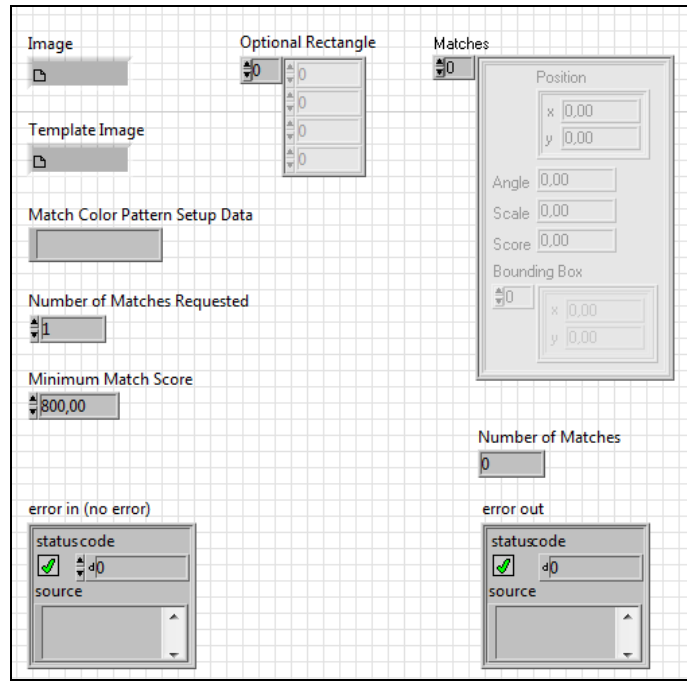 Image
Optional Rectangle
0
0
0
0
0
Matches
0
Position
x 0,00
y 0,00
Angle 0,00
Scale 0,00
Score 0,00
Bounding Box
0
x 0,00
y 0,00
Template Image
Match Color Pattern Setup Data
Number of Matches Requested
1
Minimum Match Score
800,00
Number of Matches
0
error in (no error)
status code
d0
source
error out
status code
d0
source